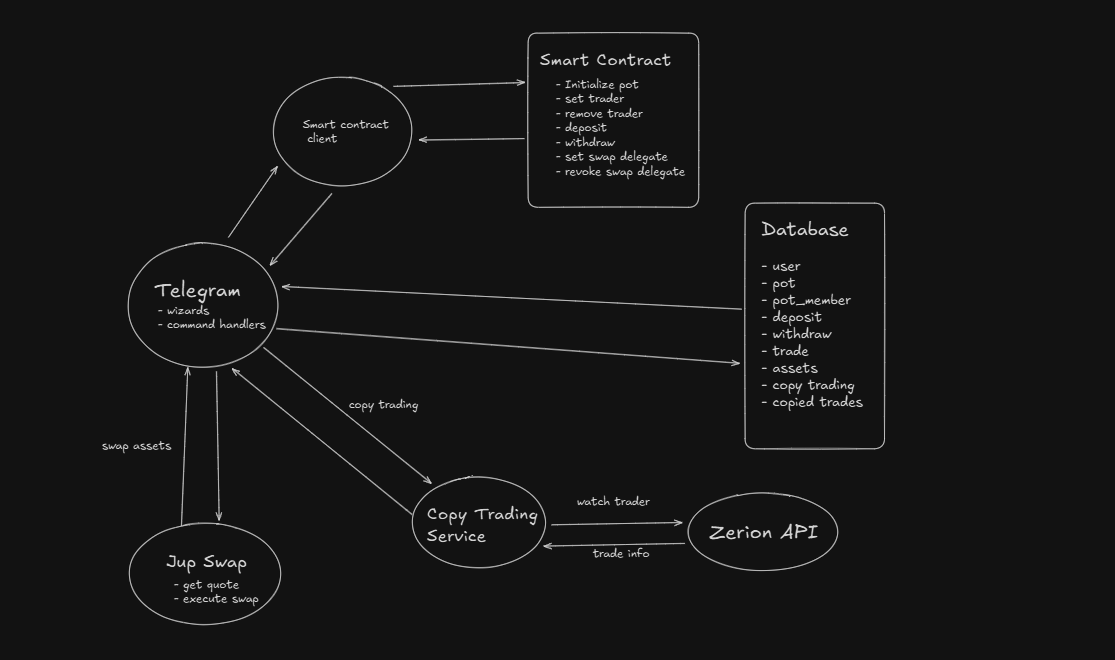 Smart Contract
- Initialize pot
- set trader
- remove trader
- deposit
- withdraw
- set swap delegate
- revoke swap delegate
Smart contract
client
Database
- user
- pot
- pot_member
- deposit
- withdraw
- trade
- assets
- copy trading
- copied trades
Telegram
- wizards
- command handlers
copy trading
swap assets
Copy Trading
Service
watch trader
trade info
Zerion API
Jup Swap
- get quote
- execute swap